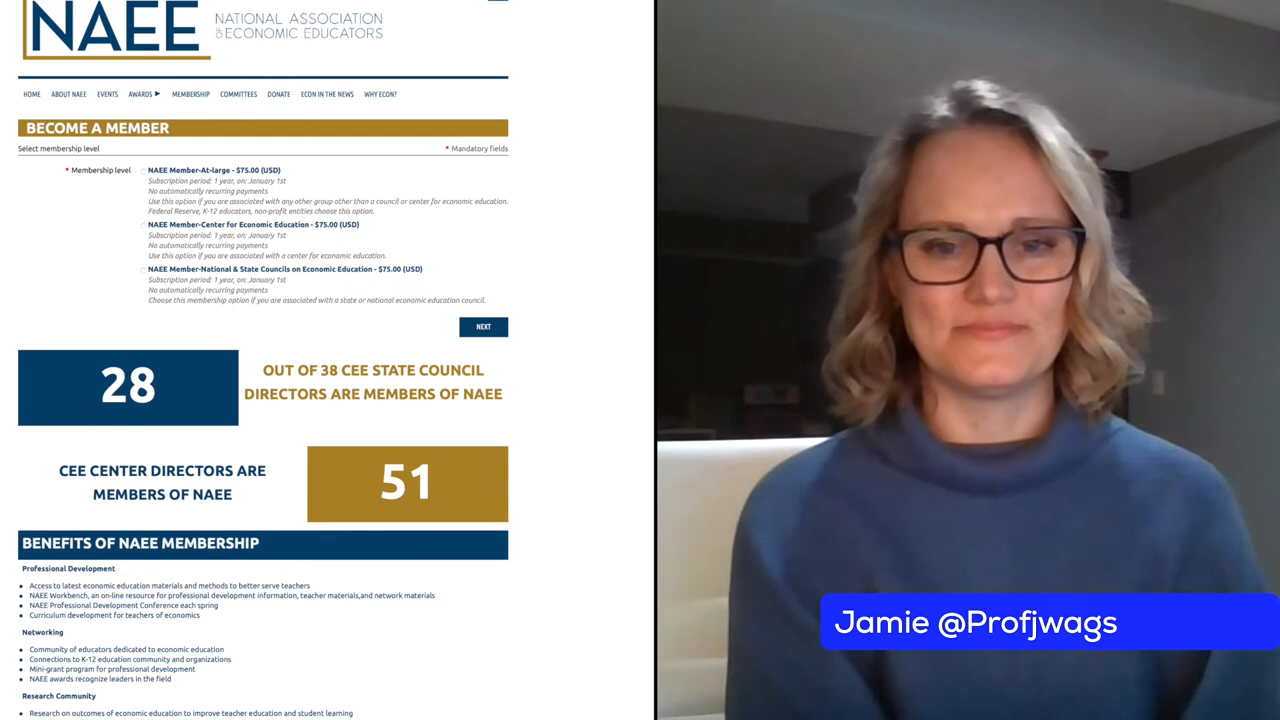 NAEE
NATIONAL ASSOCIATION
OF ECONOMIC EDUCATORS
HOME ABOUT NAEE EVENTS AWARDS ▶ MEMBERSHIP COMMITTEES DONATE ECON IN THE NEWS WHY ECON?
BECOME A MEMBER
Select membership level * Mandatory fields
* Membership level NAEE Member-At-large - $75.00 (USD)
Subscription period: 1 year, on: January 1st
No automatically recurring payments
Use this option if you are associated with any other group other than a council or center for economic education.
Federal Reserve, K-12 educators, non-profit entities choose this option.
NAEE Member-Center for Economic Education - $75.00 (USD)
Subscription period: 1 year, on: January 1st
No automatically recurring payments
Use this option if you are associated with a center for economic education.
NAEE Member-National & State Councils on Economic Education - $75.00 (USD)
Subscription period: 1 year, on: January 1st
No automatically recurring payments
Choose this membership option if you are associated with a state or national economic education council.
NEXT
28
OUT OF 38 CEE STATE COUNCIL
DIRECTORS ARE MEMBERS OF NAEE
CEE CENTER DIRECTORS ARE
MEMBERS OF NAEE
51
BENEFITS OF NAEE MEMBERSHIP
Professional Development
• Access to latest economic education materials and methods to better serve teachers
• NAEE Workbench, an on-line resource for professional development information, teacher materials,and network materials
• NAEE Professional Development Conference each spring
• Curriculum development for teachers of economics
Networking
• Community of educators dedicated to economic education
• Connections to K-12 education community and organizations
• Mini-grant program for professional development
• NAEE awards recognize leaders in the field
Research Community
• Research on outcomes of economic education to improve teacher education and student learning
Jamie @Profjwags